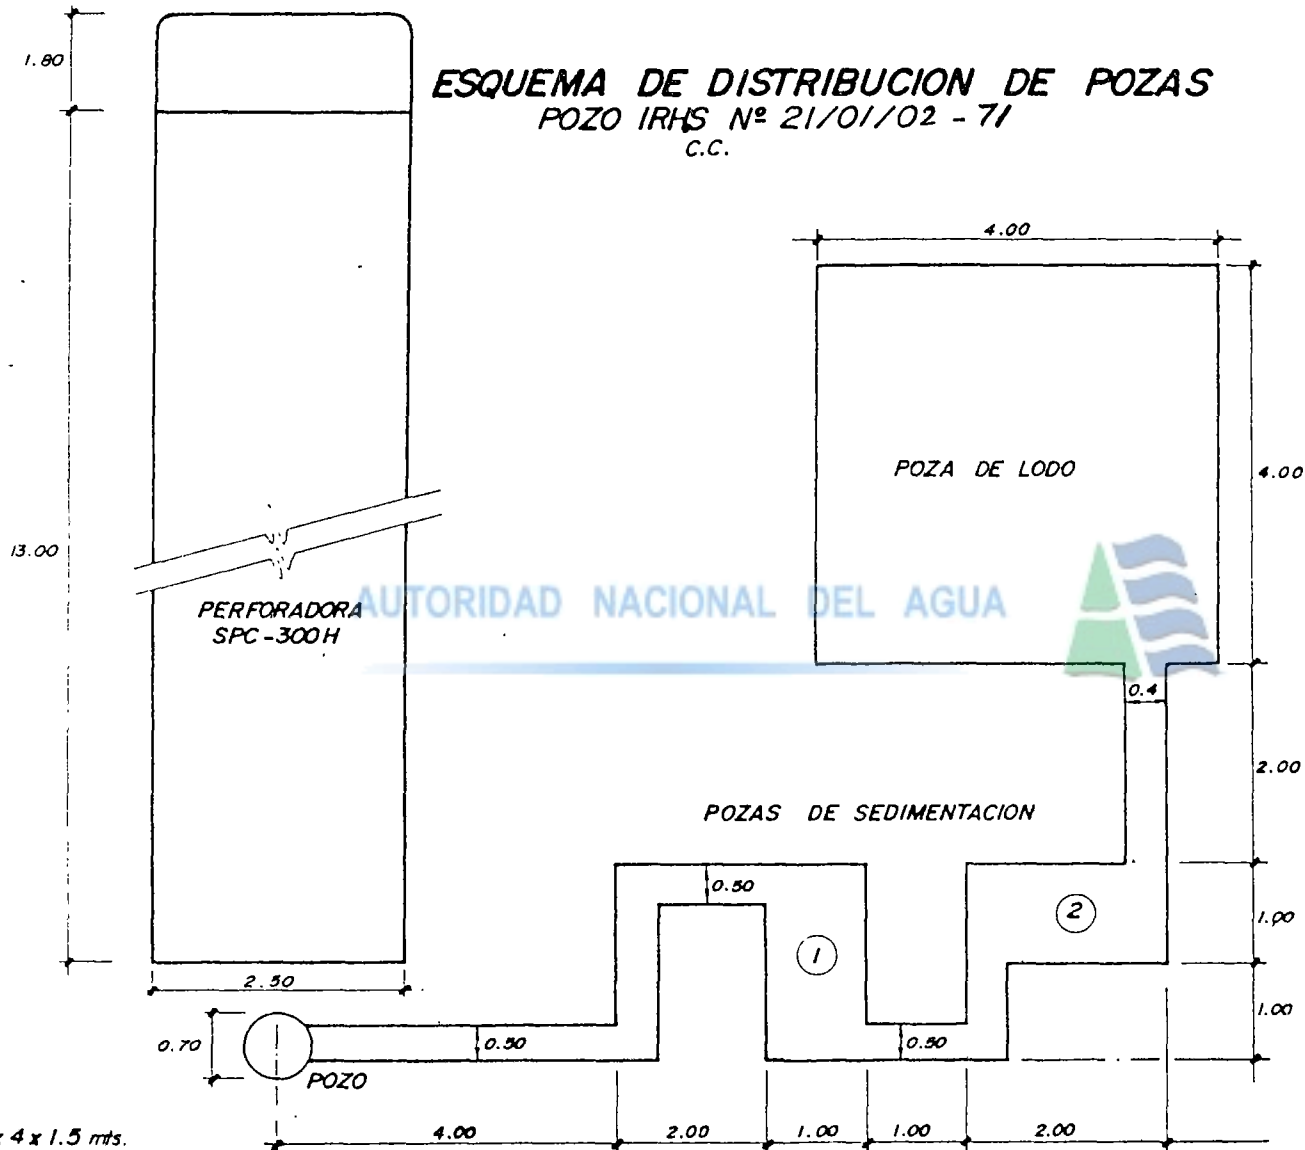 ESQUEMA DE DISTRIBUCION DE POZAS
POZO IRHS Nº 21/01/02 - 71
C.C.
1.80
4.00
POZA DE LODO
4.00
13.00
PERFORADORA
SPC-300H
AUTORIDAD NACIONAL DEL AGUA
0.4
2.00
POZAS DE SEDIMENTACION
0.50
1
2
1.00
2.50
1.00
0.70
0.50
0.50
POZO
4 x 1.5 mts.
4.00
2.00
1.00
1.00
2.00